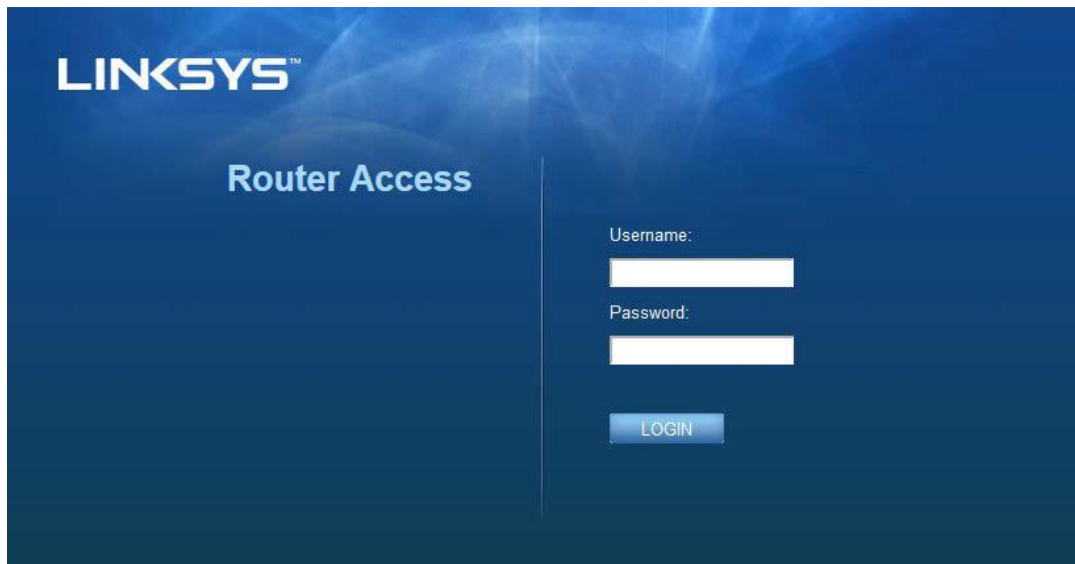 LINKSYS™
Router Access
Username:
Password:
LOGIN